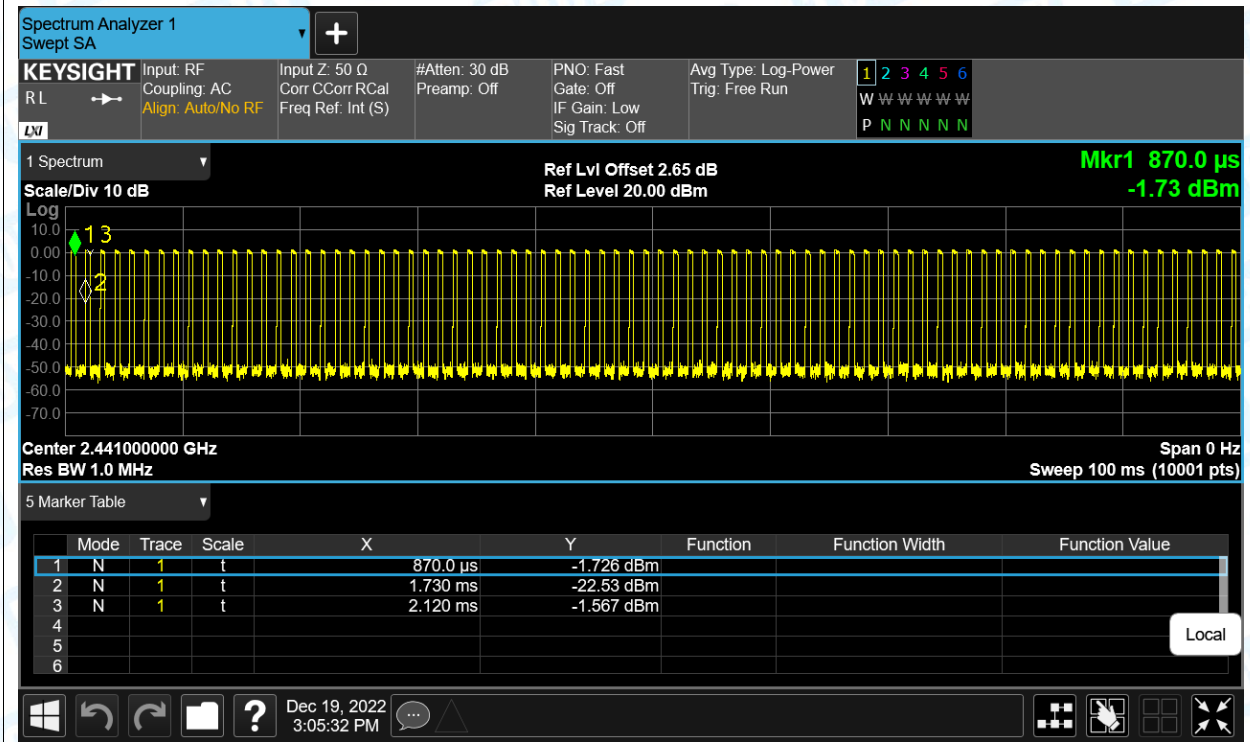 Spectrum Analyzer 1
Swept SA
+
KEYSIGHT
R L
LXI
Input: RF
Coupling: AC
Align: Auto/No RF
Input Z: 50 Ω
Corr CCorr RCal
Freq Ref: Int (S)
#Atten: 30 dB
Preamp: Off
PNO: Fast
Gate: Off
IF Gain: Low
Sig Track: Off
Avg Type: Log-Power
Trig: Free Run
1 2 3 4 5 6
W W W W W W
P N N N N N
1 Spectrum
Scale/Div 10 dB
Ref Lvl Offset 2.65 dB
Ref Level 20.00 dBm
Mkr1 870.0 µs
-1.73 dBm
Log
10.0
0.00
-10.0
-20.0
-30.0
-40.0
-50.0
-60.0
-70.0
1 3
2
Center 2.441000000 GHz
Res BW 1.0 MHz
Span 0 Hz
Sweep 100 ms (10001 pts)
5 Marker Table
Mode Trace Scale X Y Function Function Width Function Value
1 N 1 t 870.0 µs -1.726 dBm
2 N 1 t 1.730 ms -22.53 dBm
3 N 1 t 2.120 ms -1.567 dBm
4
5
6
Local
?
Dec 19, 2022
3:05:32 PM